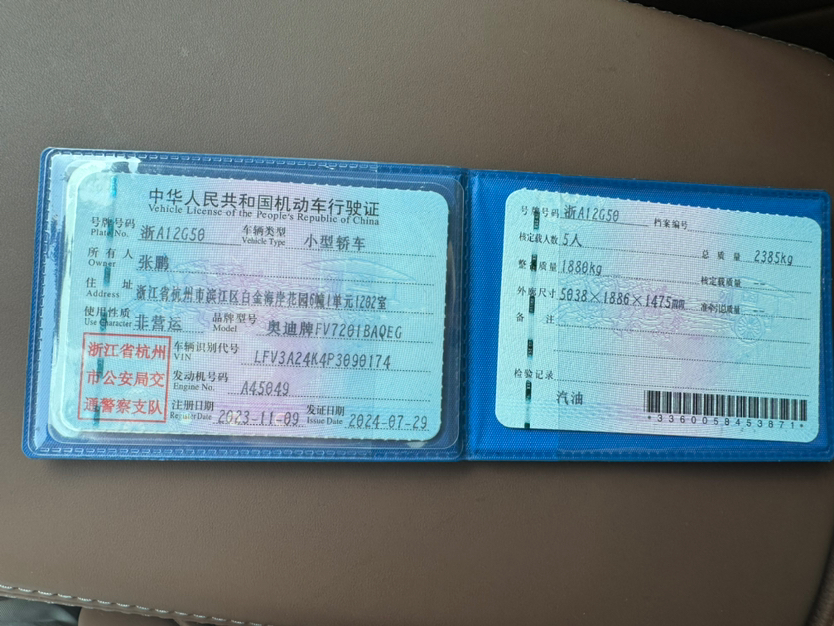 中华人民共和国机动车行驶证
Vehicle License of the People's Republic of China
号牌号码 浙A12G50 车辆类型 小型轿车
Plate No. Vehicle Type
所有人 张鹏
Owner
住址 浙江省杭州市滨江区白金海岸花园6幢1单元1202室
Address
使用性质 非营运 品牌型号 奥迪牌FV7201BAQEG
Use Character Model
浙江省杭州
市公安局交
通警察支队
车辆识别代号 LFV3A24K4P3090174
VIN
发动机号码 A45049
Engine No.
注册日期 2023-11-09 发证日期 2024-07-29
Register Date Issue Date
号牌号码 浙A12G50 档案编号
核定载人数 5人 总质量 2385kg
整备质量 1880kg 核定载质量 --
外廓尺寸 5038×1886×1475mm 准牵引总质量 --
备注
检验记录
汽油
*3360058453871*